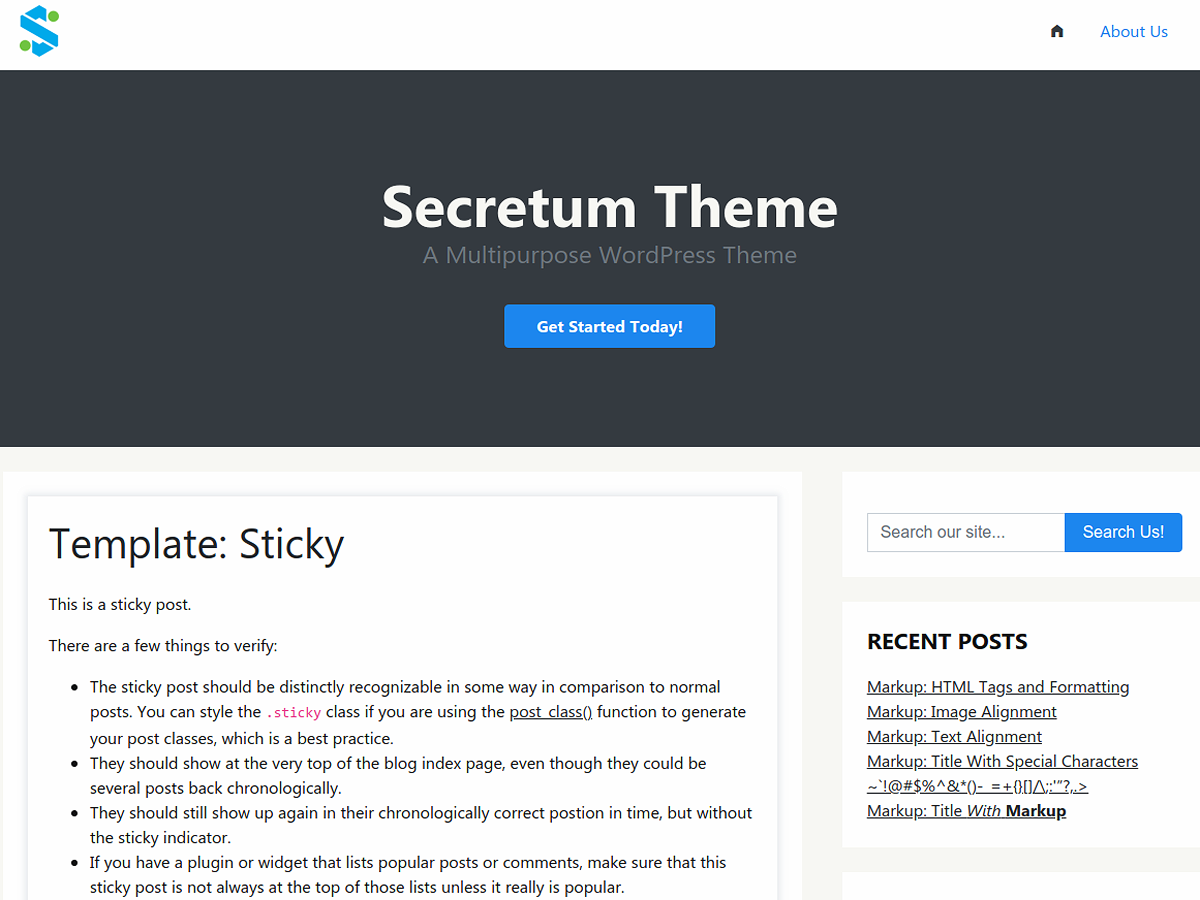 About Us
Secretum Theme
A Multipurpose WordPress Theme
Get Started Today!
Template: Sticky
This is a sticky post.
There are a few things to verify:
The sticky post should be distinctly recognizable in some way in comparison to normal
posts. You can style the .sticky class if you are using the post_class() function to generate
your post classes, which is a best practice.
They should show at the very top of the blog index page, even though they could be
several posts back chronologically.
They should still show up again in their chronologically correct postion in time, but without
the sticky indicator.
If you have a plugin or widget that lists popular posts or comments, make sure that this
sticky post is not always at the top of those lists unless it really is popular.
Search our site...
Search Us!
RECENT POSTS
Markup: HTML Tags and Formatting
Markup: Image Alignment
Markup: Text Alignment
Markup: Title With Special Characters
~`!@#$%^&*()-_=+{}[]/\;:'"?,.>
Markup: Title With Markup